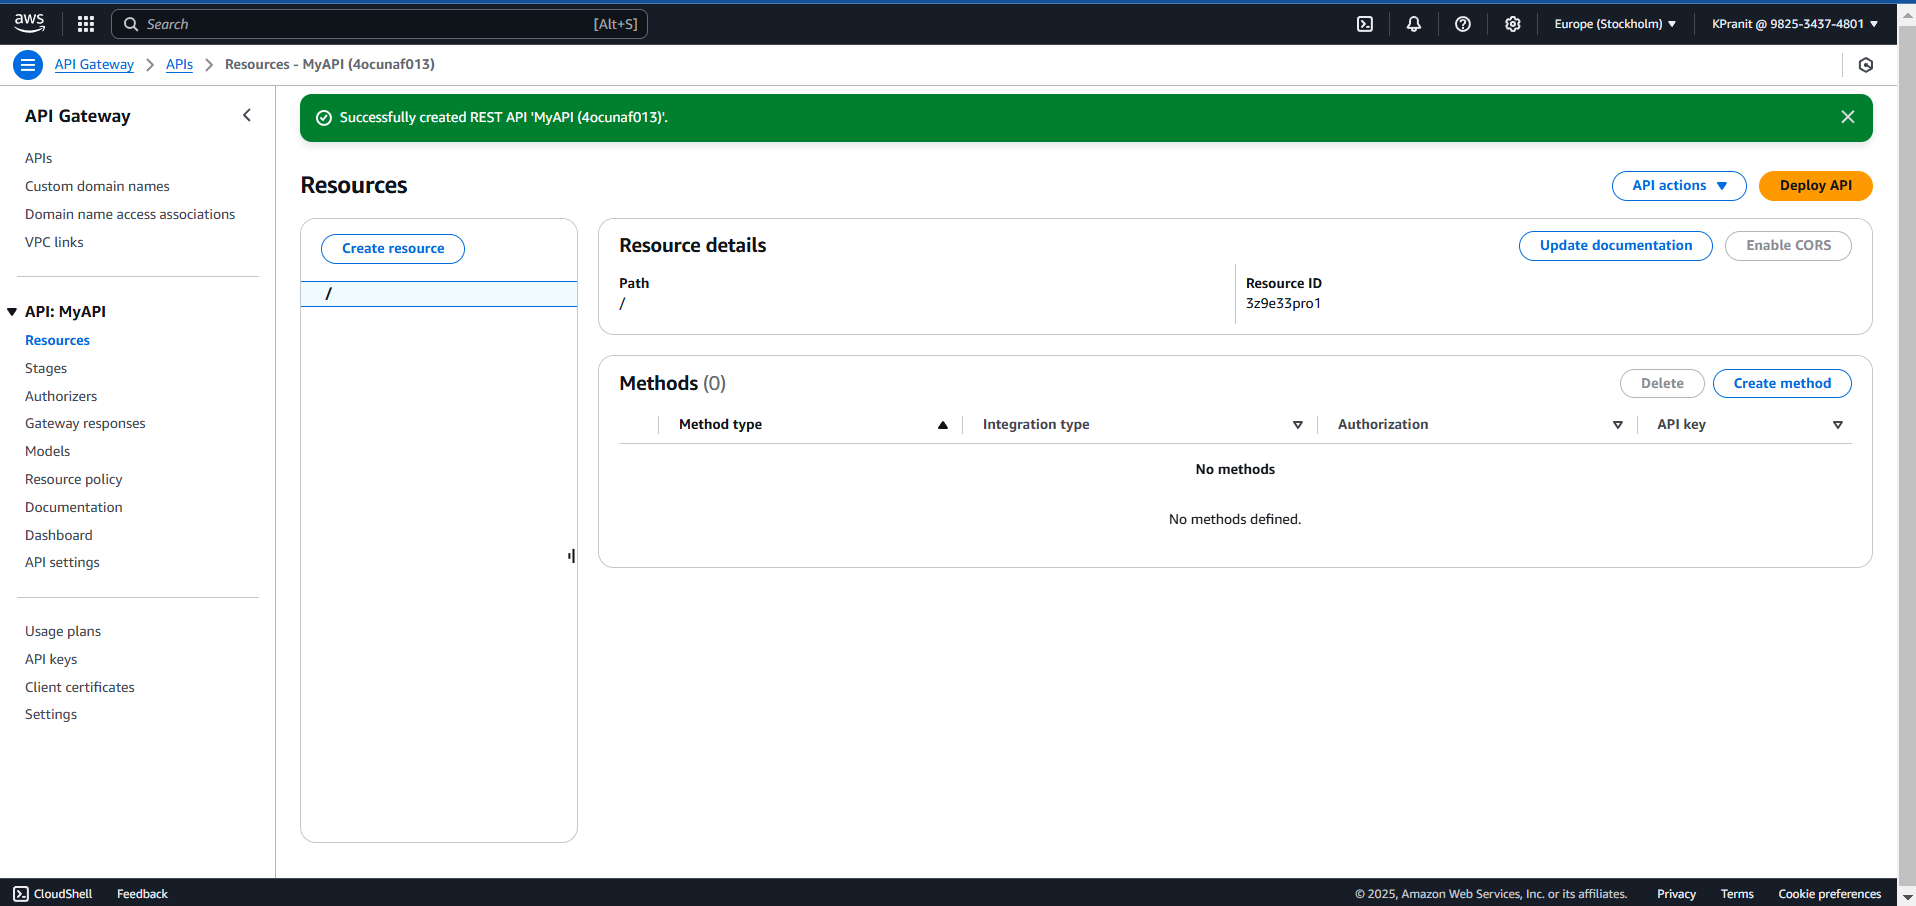 aws
Search [Alt+S]
Europe (Stockholm)
KPranit @ 9825-3437-4801
API Gateway
APIs
Resources - MyAPI (4ocunaf013)
API Gateway
APIs
Custom domain names
Domain name access associations
VPC links
API: MyAPI
Resources
Stages
Authorizers
Gateway responses
Models
Resource policy
Documentation
Dashboard
API settings
Usage plans
API keys
Client certificates
Settings
Successfully created REST API 'MyAPI (4ocunaf013)'.
Resources
API actions
Deploy API
Create resource
/
Resource details
Update documentation
Enable CORS
Path
/
Resource ID
3z9e33pro1
Methods (0)
Delete
Create method
Method type
Integration type
Authorization
API key
No methods
No methods defined.
CloudShell
Feedback
© 2025, Amazon Web Services, Inc. or its affiliates.
Privacy
Terms
Cookie preferences